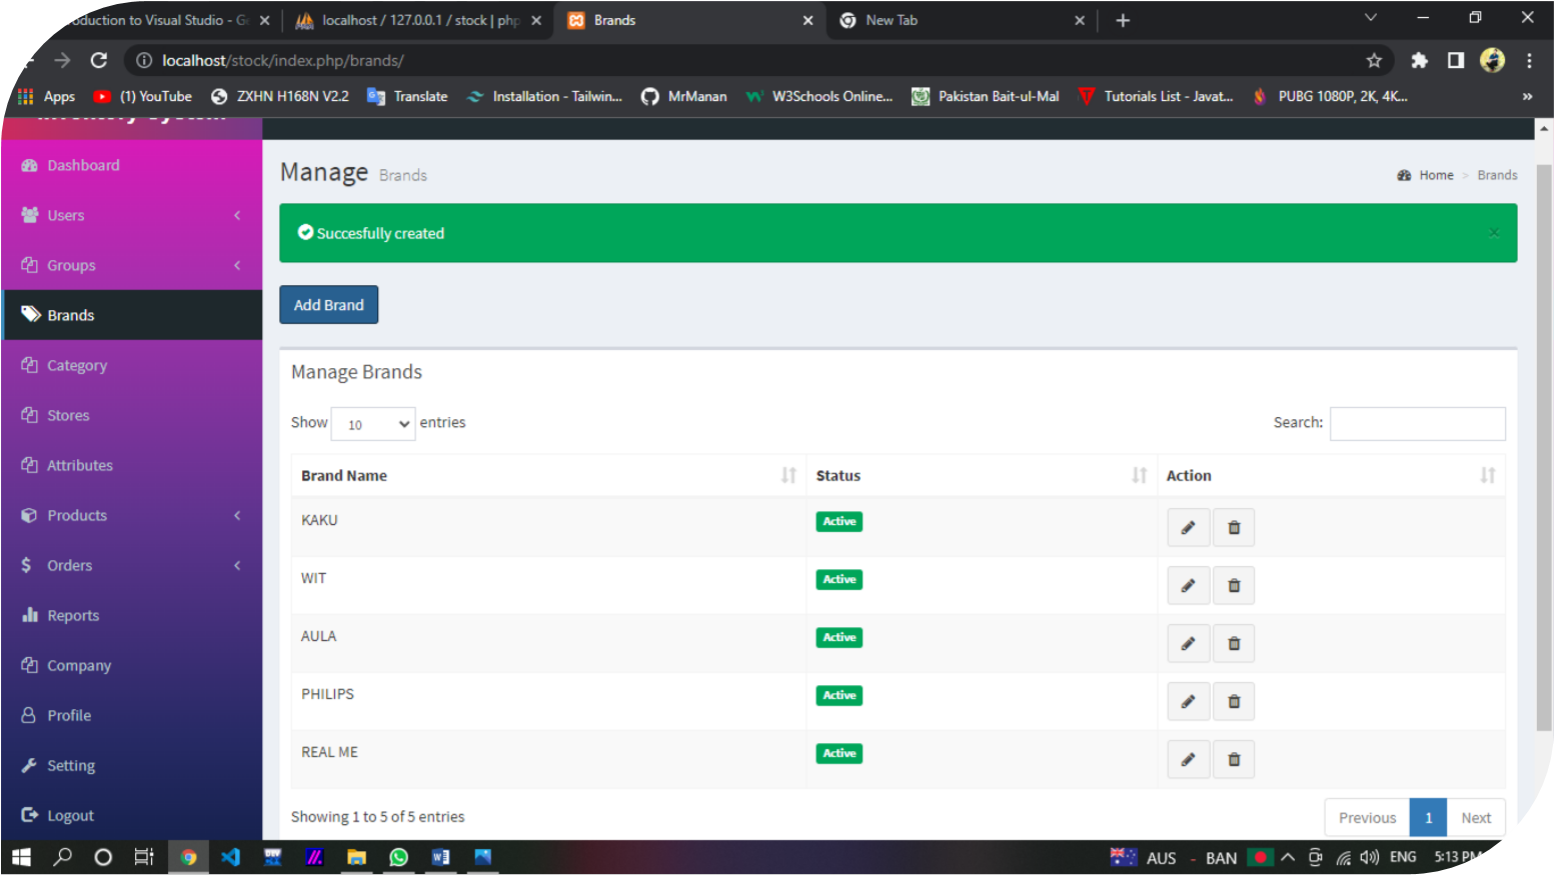 oduction to Visual Studio - G
localhost / 127.0.0.1 / stock | php
Brands
New Tab
localhost/stock/index.php/brands/
Apps
(1) YouTube
ZXHN H168N V2.2
Translate
Installation - Tailwin...
MrManan
W3Schools Online...
Pakistan Bait-ul-Mal
Tutorials List - Javat...
PUBG 1080P, 2K, 4K...
»
Dashboard
Users
Groups
Brands
Category
Stores
Attributes
Products
Orders
Reports
Company
Profile
Setting
Logout
Manage Brands
Home > Brands
Succesfully created
×
Add Brand
Manage Brands
Show 10 entries
Search:
Brand Name Status Action
KAKU Active
WIT Active
AULA Active
PHILIPS Active
REAL ME Active
Showing 1 to 5 of 5 entries
Previous 1 Next
AUS - BAN
ENG
5:13 PM